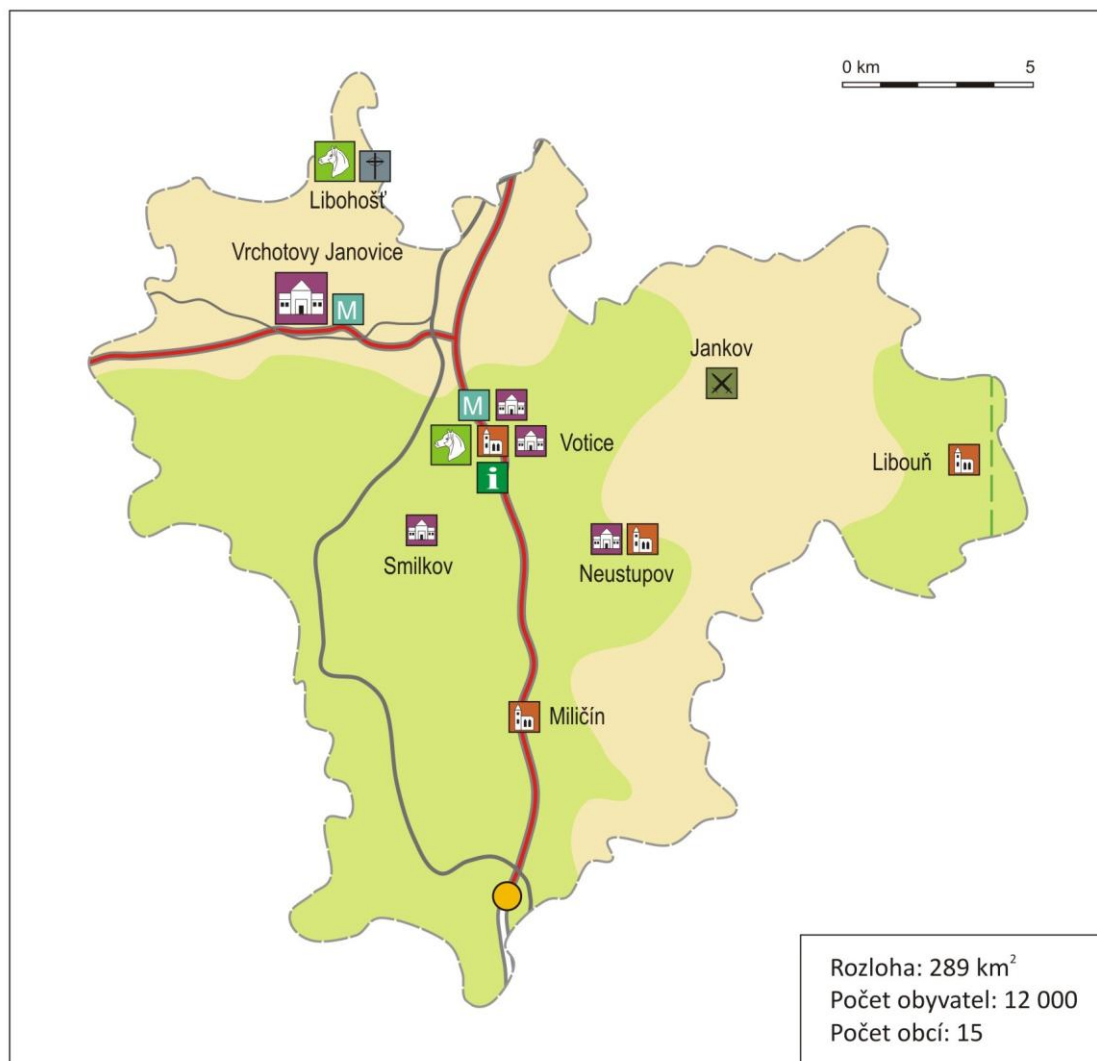 0 km 5
Libohošť
Vrchotovy Janovice
M
Jankov
M
Votice
Libouň
i
Smilkov
Neustupov
Miličín
Rozloha: 289 km²
Počet obyvatel: 12 000
Počet obcí: 15